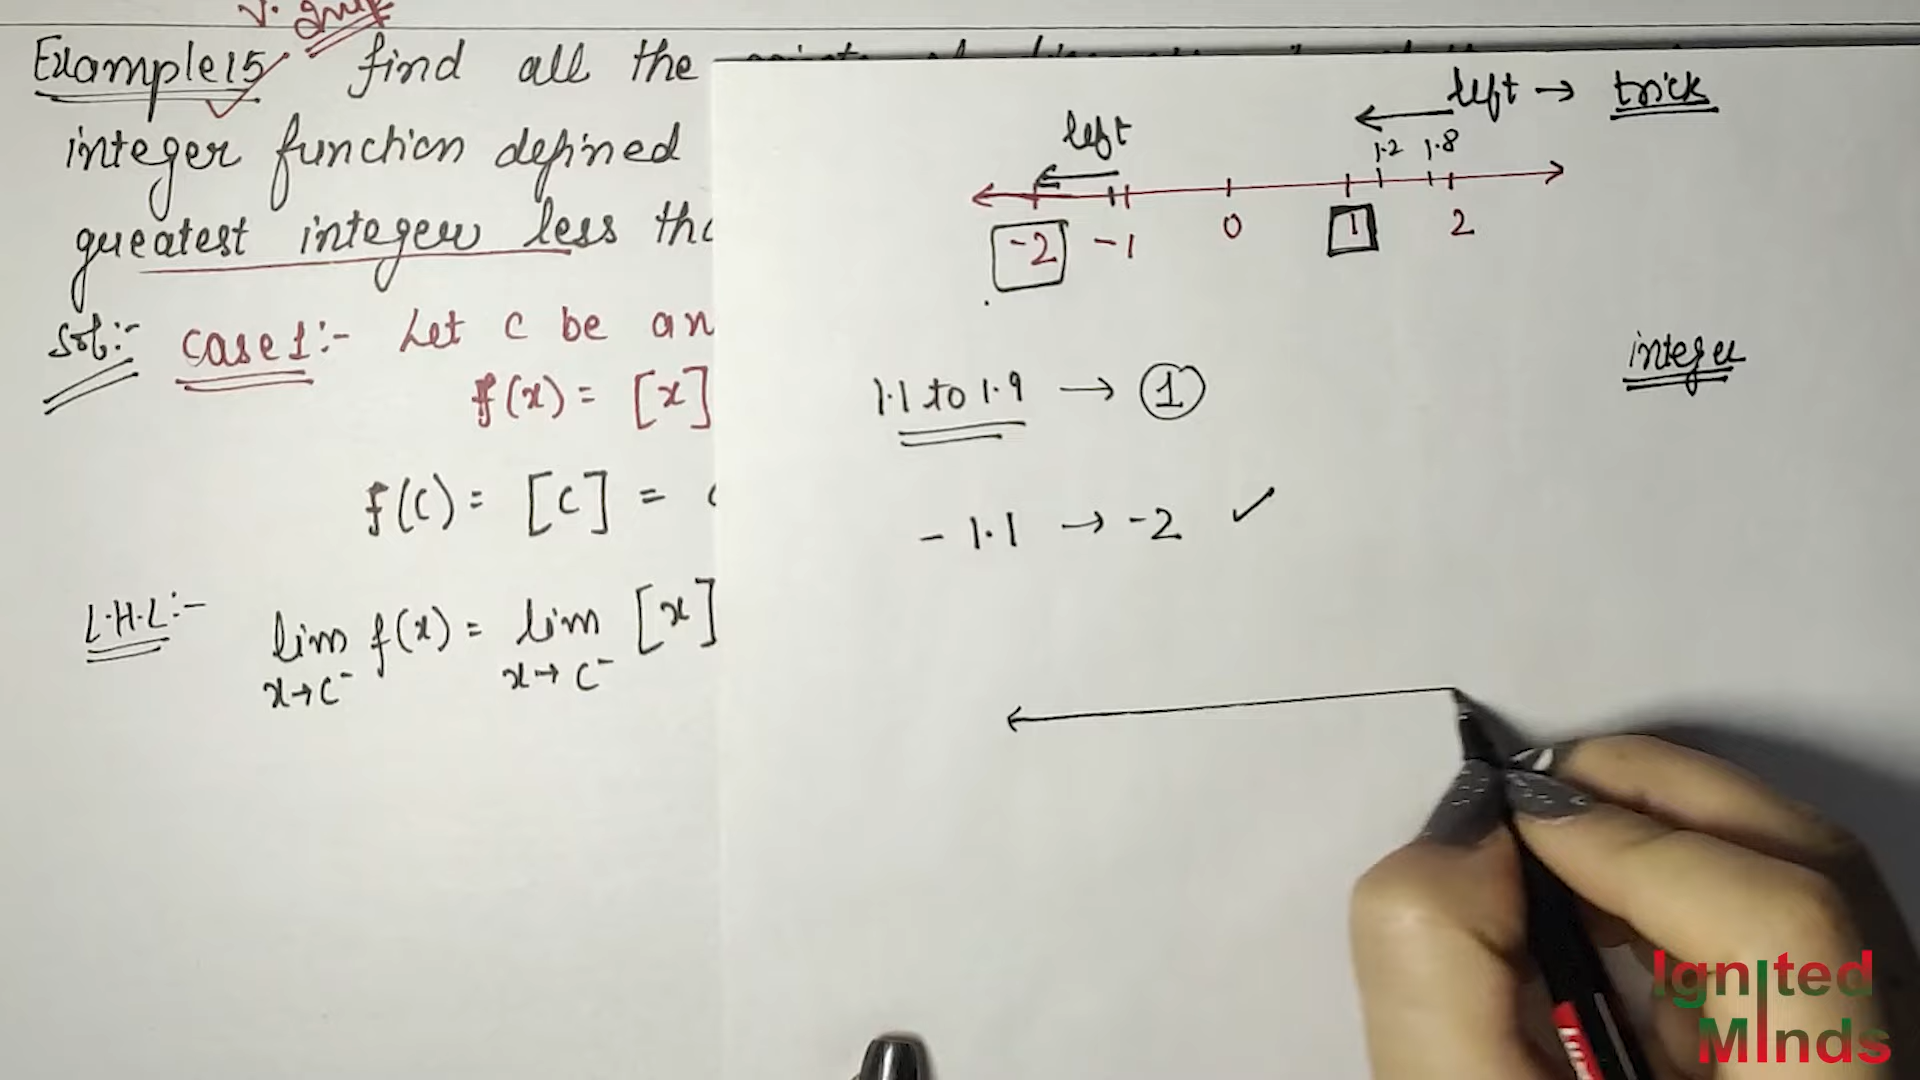 V. Imp
Example 15 find all the
integer function defined
greatest integer less tha
Sol:- Case 1:- Let C be an
f(x) = [x]
f(C) = [C] =
L.H.L:- lim f(x) = lim [x]
x→C⁻ x→C⁻
left → trick
left
1.2 1.8
-2 -1 0 1 2
integer
1.1 to 1.9 → 1
-1.1 → -2 ✓
Ignited
Minds